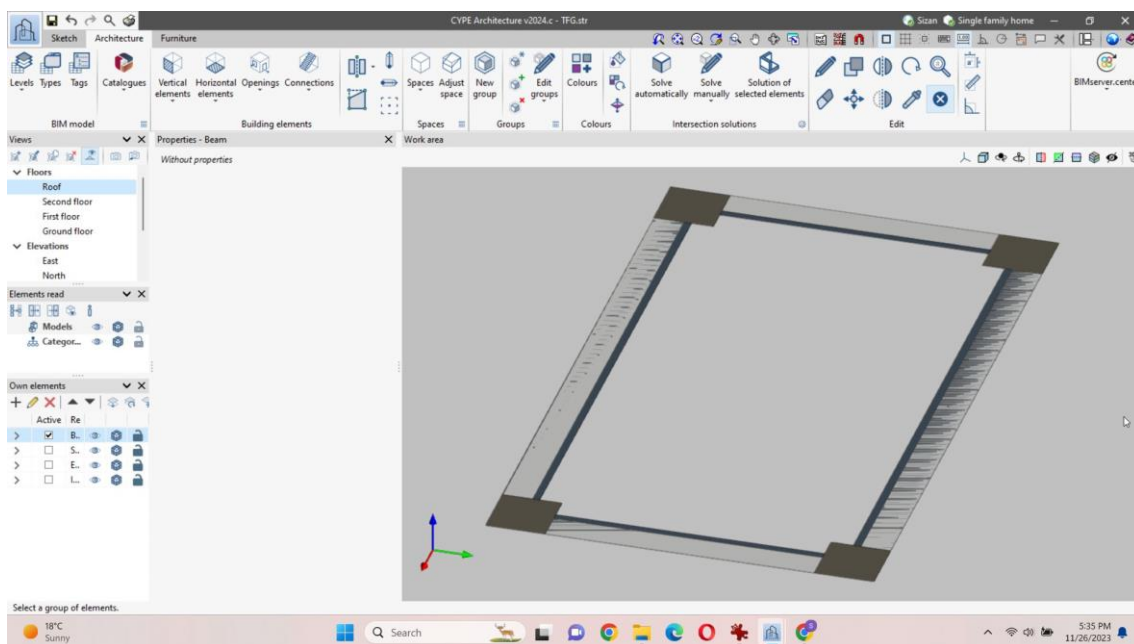 CYPE Architecture v2024.c - TFG.str
Sizan
Single family home
Sketch
Architecture
Furniture
Levels
Types
Tags
Catalogues
Vertical elements
Horizontal elements
Openings
Connections
Spaces
Adjust space
New group
Edit groups
Colours
Solve automatically
Solve manually
Solution of selected elements
BIMserver.cente
BIM model
Building elements
Spaces
Groups
Colours
Intersection solutions
Edit
Views
Properties - Beam
Work area
Without properties
Floors
Roof
Second floor
First floor
Ground floor
Elevations
East
North
Elements read
Models
Categor...
Own elements
Active Re
B..
S..
E..
L..
Select a group of elements.
18°C
Sunny
Search
5:35 PM
11/26/2023